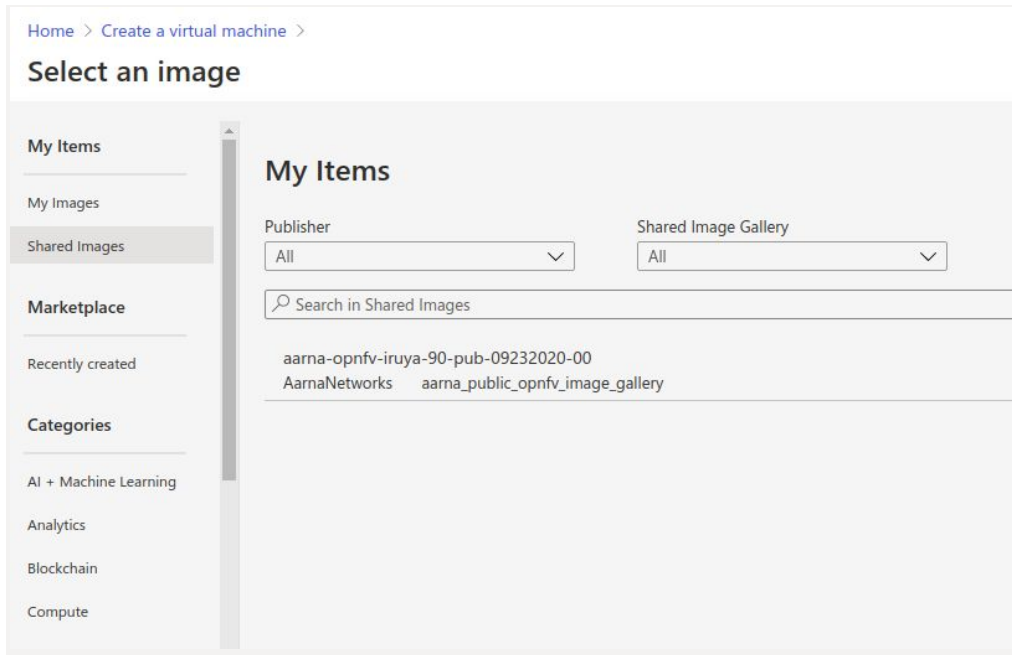 Home > Create a virtual machine >
Select an image
My Items
My Images
Shared Images
Marketplace
Recently created
Categories
AI + Machine Learning
Analytics
Blockchain
Compute
My Items
Publisher
Shared Image Gallery
All
All
Search in Shared Images
aarna-opnfv-iruya-90-pub-09232020-00
AarnaNetworks aarna_public_opnfv_image_gallery